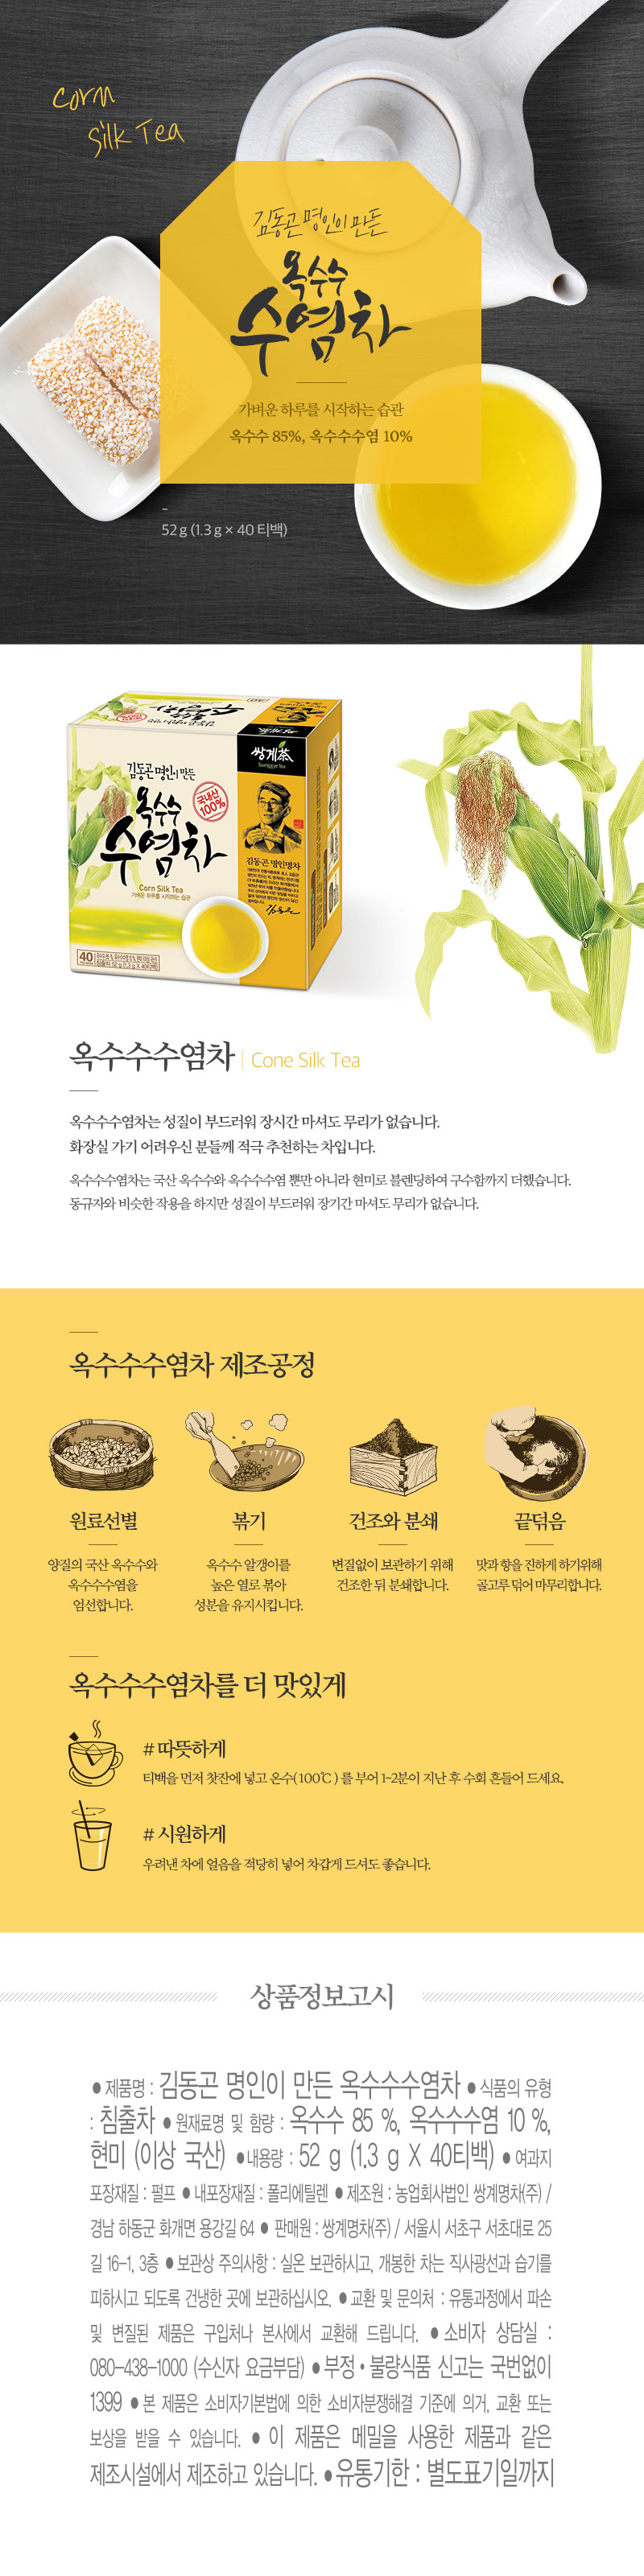 Corn
Silk Tea
김동곤 명인이 만든
옥수수
수염차
가벼운 하루를 시작하는 습관
옥수수 85%, 옥수수수염 10%
52 g (1.3 g × 40 티백)
쌍계茶
Ssanggye Tea
김동곤 명인이 만든
옥수수
수염차
국내산
100%
Corn Silk Tea
가벼운 하루를 시작하는 습관
김동곤 명인명차
40
옥수수수염차 | Cone Silk Tea
옥수수수염차는 성질이 부드러워 장시간 마셔도 무리가 없습니다.
화장실 가기 어려우신 분들께 적극 추천하는 차입니다.
옥수수수염차는 국산 옥수수와 옥수수수염 뿐만 아니라 현미로 블렌딩하여 구수함까지 더했습니다.
동규자와 비슷한 작용을 하지만 성질이 부드러워 장기간 마셔도 무리가 없습니다.
옥수수수염차 제조공정
원료선별
양질의 국산 옥수수와
옥수수수염을
엄선합니다.
볶기
옥수수 알갱이를
높은 열로 볶아
성분을 유지시킵니다.
건조와 분쇄
변질없이 보관하기 위해
건조한 뒤 분쇄합니다.
끝덖음
맛과 향을 진하게 하기위해
골고루 덖어 마무리합니다.
옥수수수염차를 더 맛있게
# 따뜻하게
티백을 먼저 찻잔에 넣고 온수( 100℃ ) 를 부어 1~2분이 지난 후 수회 흔들어 드세요.
# 시원하게
우려낸 차에 얼음을 적당히 넣어 차갑게 드셔도 좋습니다.
상품정보고시
● 제품명 : 김동곤 명인이 만든 옥수수수염차 ● 식품의 유형
: 침출차 ● 원재료명 및 함량 : 옥수수 85 %, 옥수수수염 10 %,
현미 (이상 국산) ● 내용량 : 52 g (1.3 g X 40티백) ● 여과지
포장재질 : 펄프 ● 내포장재질 : 폴리에틸렌 ● 제조원 : 농업회사법인 쌍계명차(주) /
경남 하동군 화개면 용강길 64 ● 판매원 : 쌍계명차(주) / 서울시 서초구 서초대로 25
길 16-1, 3층 ● 보관상 주의사항 : 실온 보관하시고, 개봉한 차는 직사광선과 습기를
피하시고 되도록 건냉한 곳에 보관하십시오. ● 교환 및 문의처 : 유통과정에서 파손
및 변질된 제품은 구입처나 본사에서 교환해 드립니다. ● 소비자 상담실 :
080-438-1000 (수신자 요금부담) ● 부정 • 불량식품 신고는 국번없이
1399 ● 본 제품은 소비자기본법에 의한 소비자분쟁해결 기준에 의거, 교환 또는
보상을 받을 수 있습니다. ● 이 제품은 메밀을 사용한 제품과 같은
제조시설에서 제조하고 있습니다. ● 유통기한 : 별도표기일까지